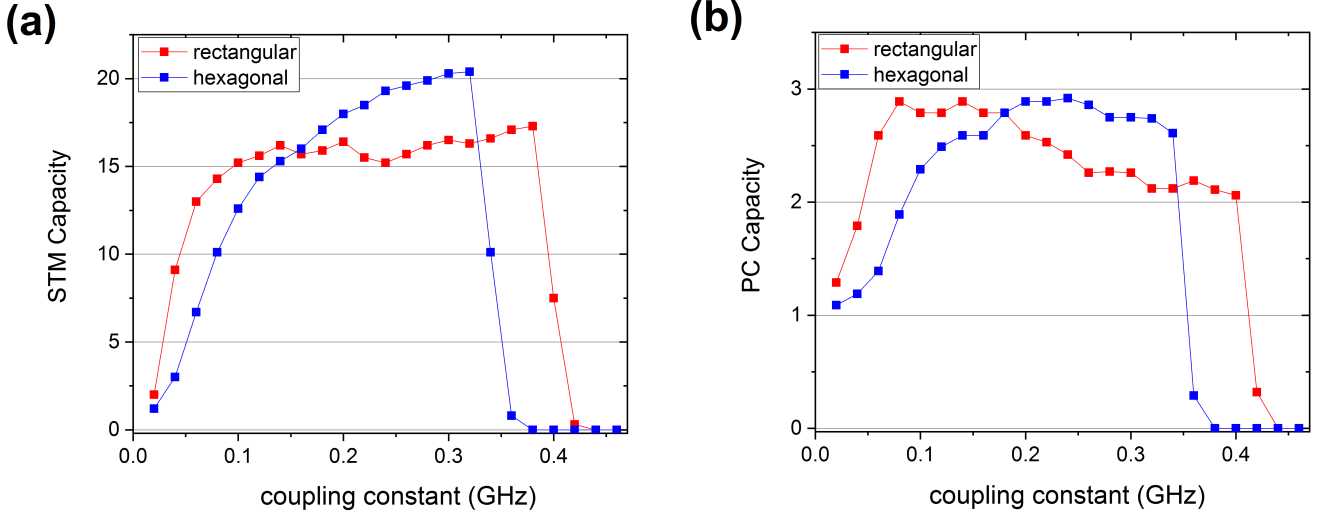 (a)
STM Capacity
20
15
10
5
0
rectangular
hexagonal
0.0 0.1 0.2 0.3 0.4
coupling constant (GHz)
(b)
PC Capacity
3
2
1
0
rectangular
hexagonal
0.0 0.1 0.2 0.3 0.4
coupling constant (GHz)